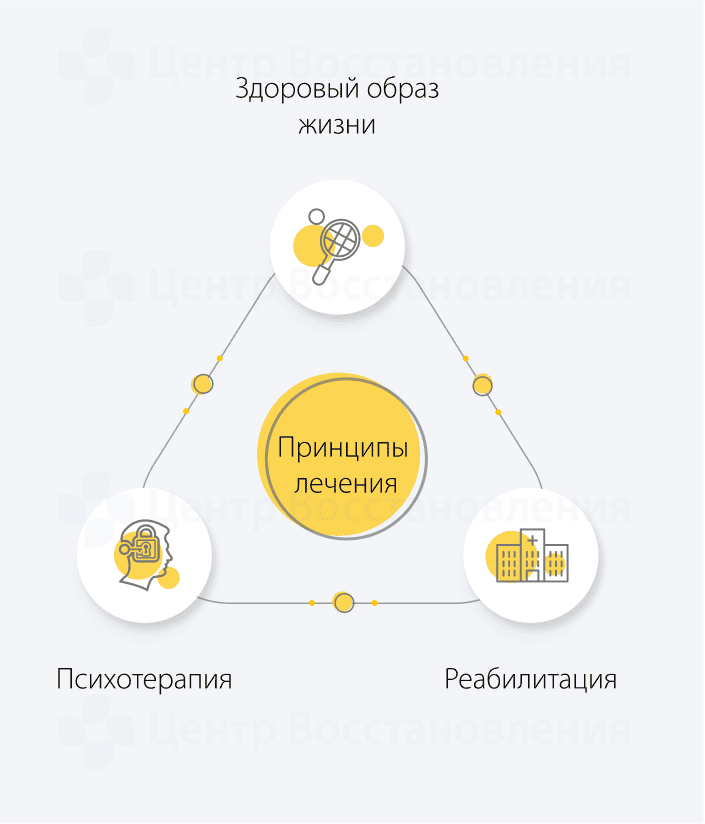 Центр Восстановления
Здоровый образ
жизни
Центр Восстановления
Принципы
лечения
Центр Восстановления
Психотерапия
Реабилитация
Центр Восстановления